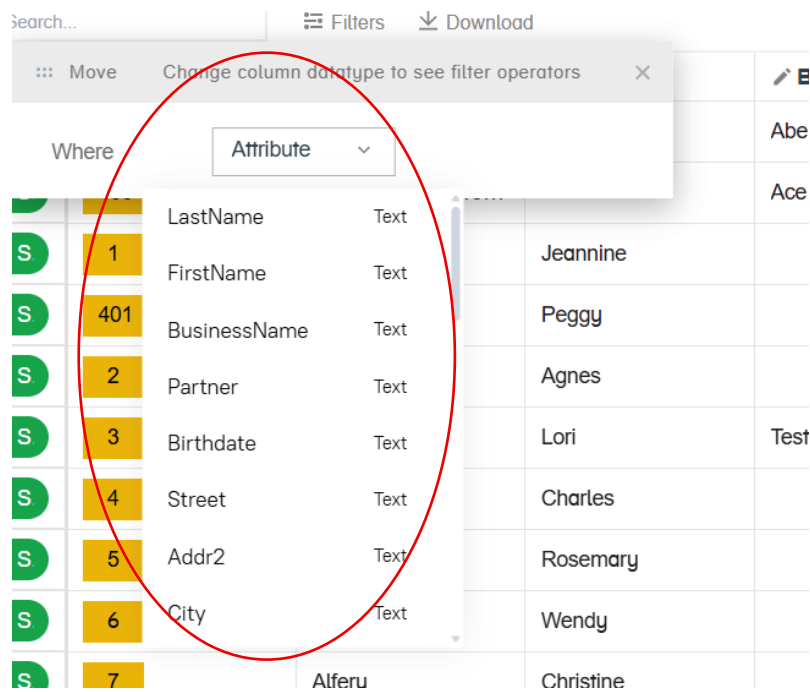 Search... Filters Download
Move Change column datatype to see filter operators
Where Attribute Abe
Ace
LastName Text
S. 1 Jeannine
FirstName Text
S. 401 Peggy
BusinessName Text
S. 2 Agnes
Partner Text
S. 3 Birthdate Text Lori Test
S. 4 Street Text Charles
S. 5 Addr2 Text Rosemary
S. 6 City Text Wendy
S. 7 Alfery Christine